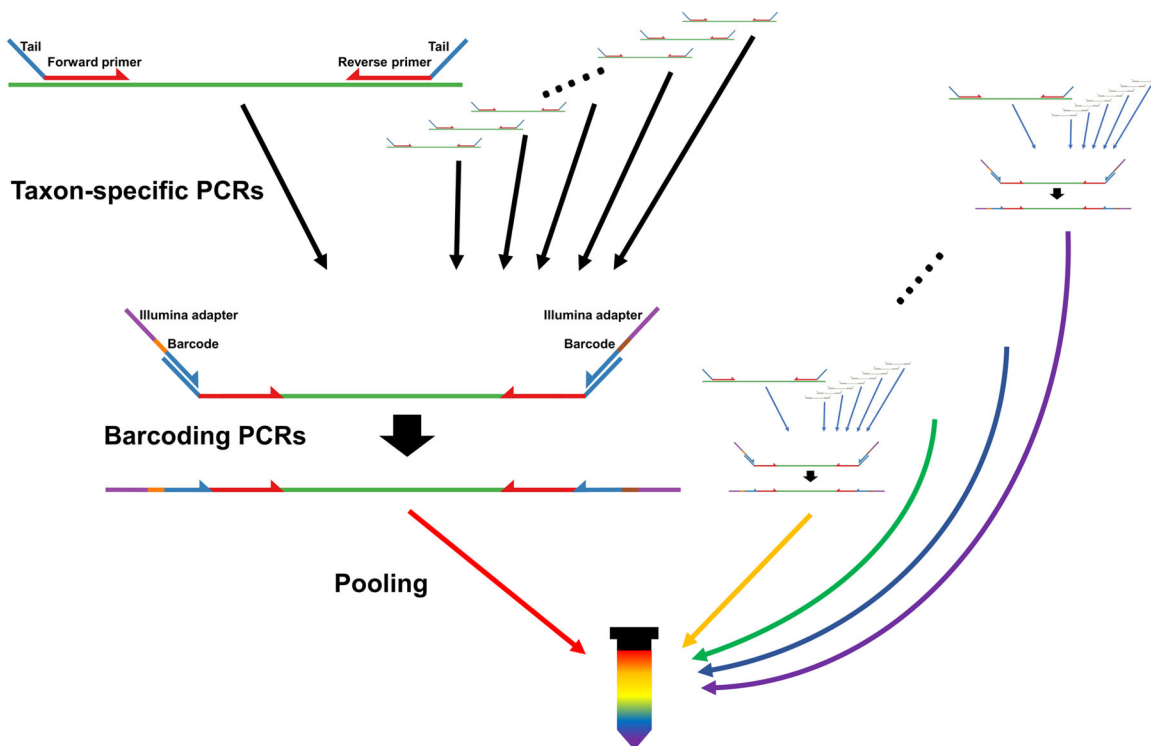 Tail
Forward primer
Tail
Reverse primer
Taxon-specific PCRs
Illumina adapter
Barcode
Illumina adapter
Barcode
Barcoding PCRs
Pooling